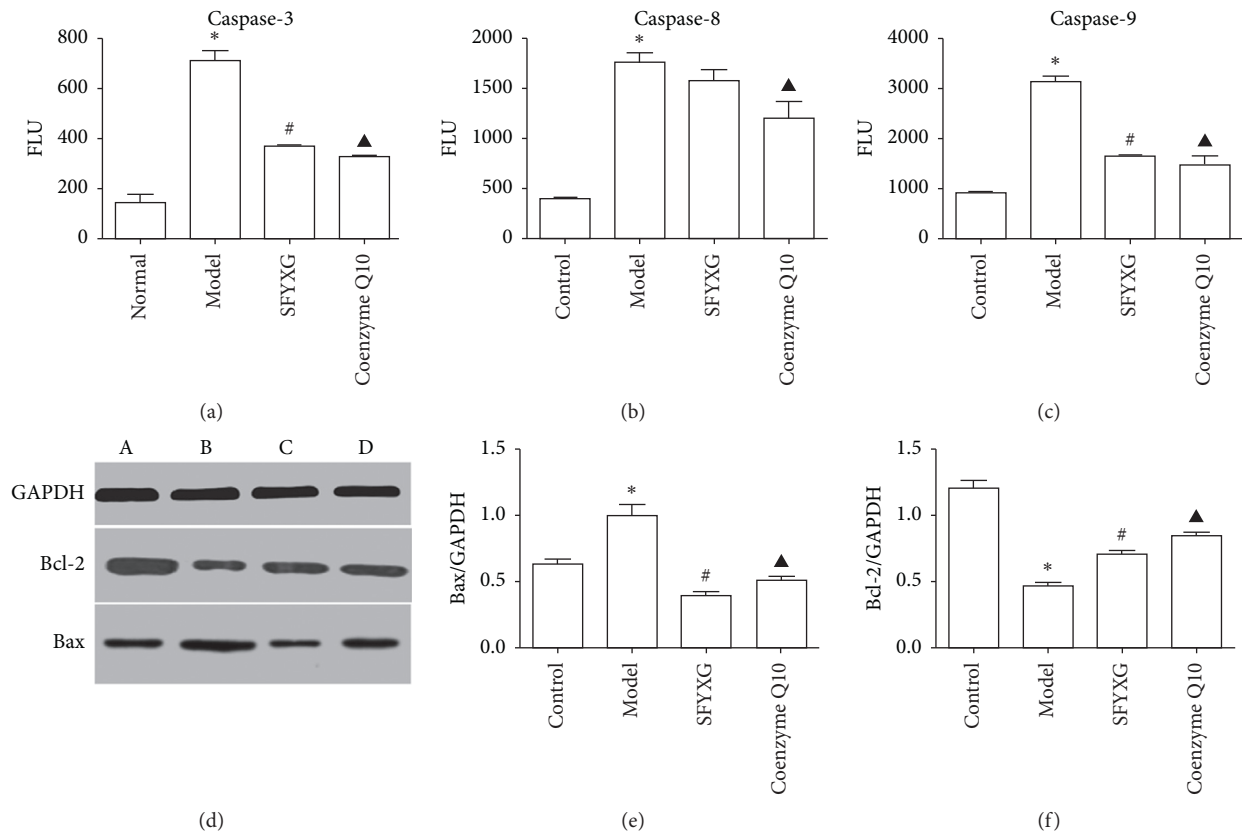 Caspase-3
800
600
400
200
0
FLU
*
#
▲
Normal
Model
SFYXG
Coenzyme Q10
(a)
Caspase-8
2000
1500
1000
500
0
FLU
*
▲
Control
Model
SFYXG
Coenzyme Q10
(b)
Caspase-9
4000
3000
2000
1000
0
FLU
*
#
▲
Control
Model
SFYXG
Coenzyme Q10
(c)
A B C D
GAPDH
Bcl-2
Bax
(d)
1.5
1.0
0.5
0.0
Bax/GAPDH
*
#
▲
Control
Model
SFYXG
Coenzyme Q10
(e)
1.5
1.0
0.5
0.0
Bcl-2/GAPDH
*
#
▲
Control
Model
SFYXG
Coenzyme Q10
(f)